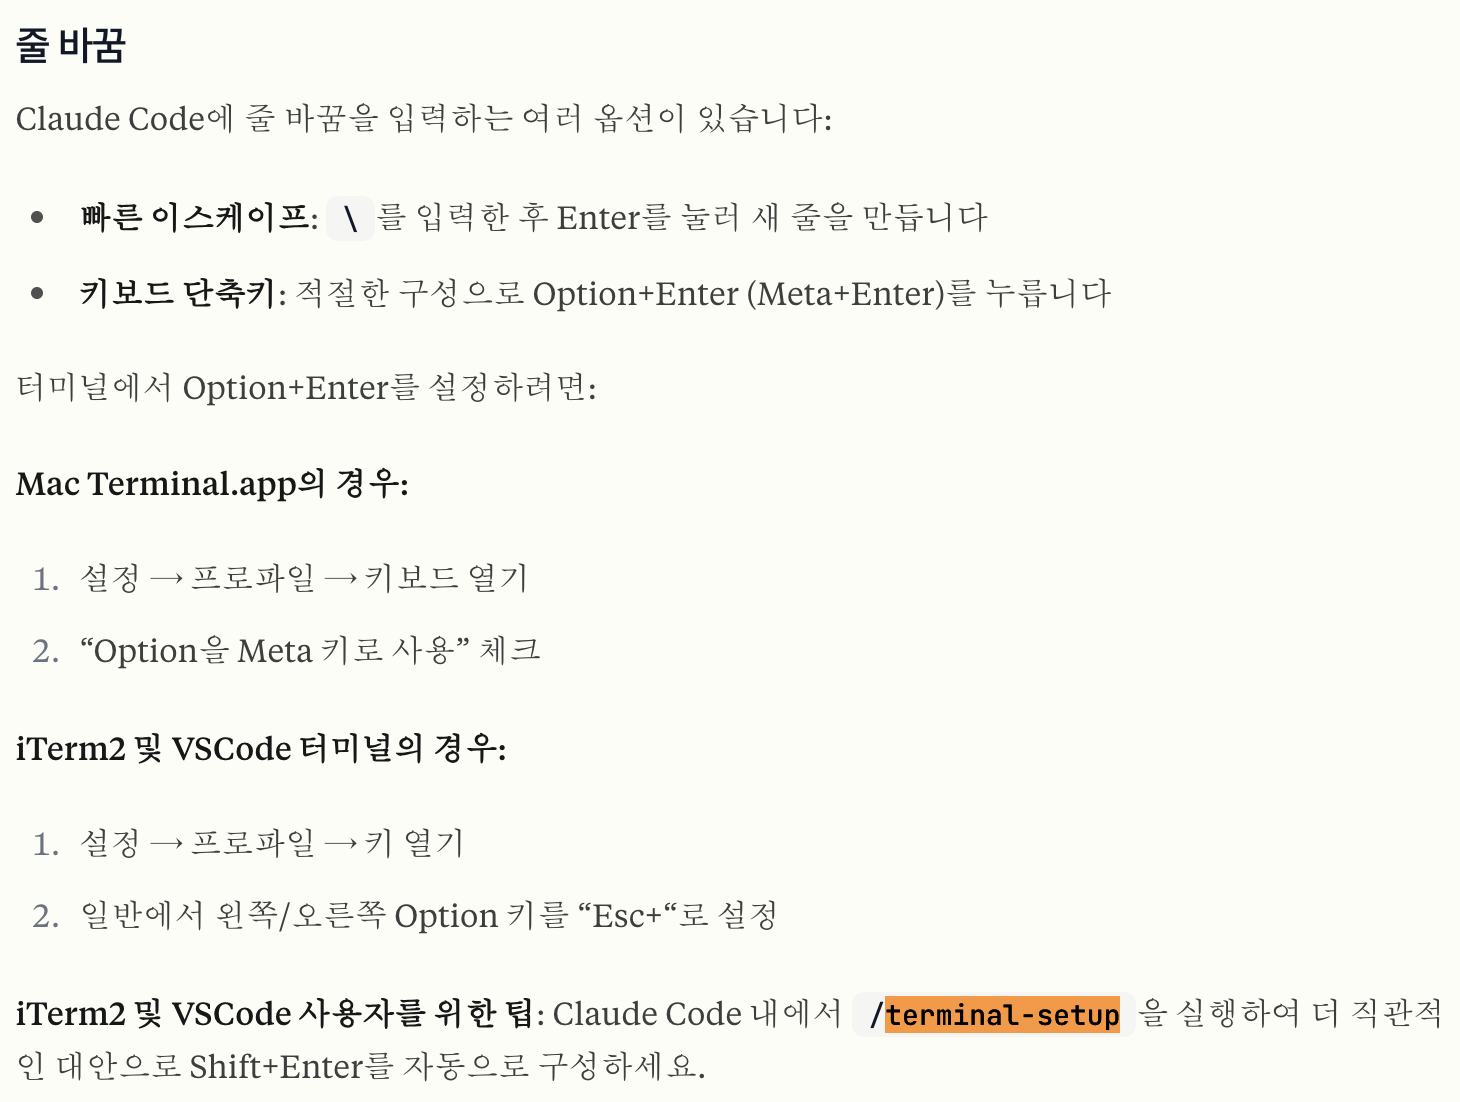 줄 바꿈
Claude Code에 줄 바꿈을 입력하는 여러 옵션이 있습니다:
• 빠른 이스케이프: \ 를 입력한 후 Enter를 눌러 새 줄을 만듭니다
• 키보드 단축키: 적절한 구성으로 Option+Enter (Meta+Enter)를 누릅니다
터미널에서 Option+Enter를 설정하려면:
Mac Terminal.app의 경우:
1. 설정 → 프로파일 → 키보드 열기
2. “Option을 Meta 키로 사용” 체크
iTerm2 및 VSCode 터미널의 경우:
1. 설정 → 프로파일 → 키 열기
2. 일반에서 왼쪽/오른쪽 Option 키를 “Esc+“로 설정
iTerm2 및 VSCode 사용자를 위한 팁: Claude Code 내에서 /terminal-setup 을 실행하여 더 직관적
인 대안으로 Shift+Enter를 자동으로 구성하세요.